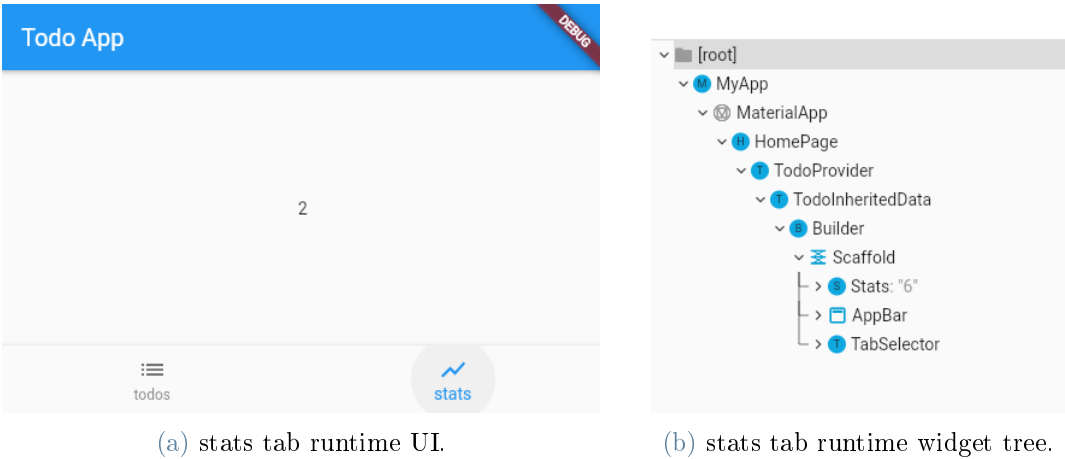 Todo App
DEBUG
2
todos
stats
(a) stats tab runtime UI.
[root]
MyApp
MaterialApp
HomePage
TodoProvider
TodoInheritedData
Builder
Scaffold
Stats: "6"
AppBar
TabSelector
(b) stats tab runtime widget tree.